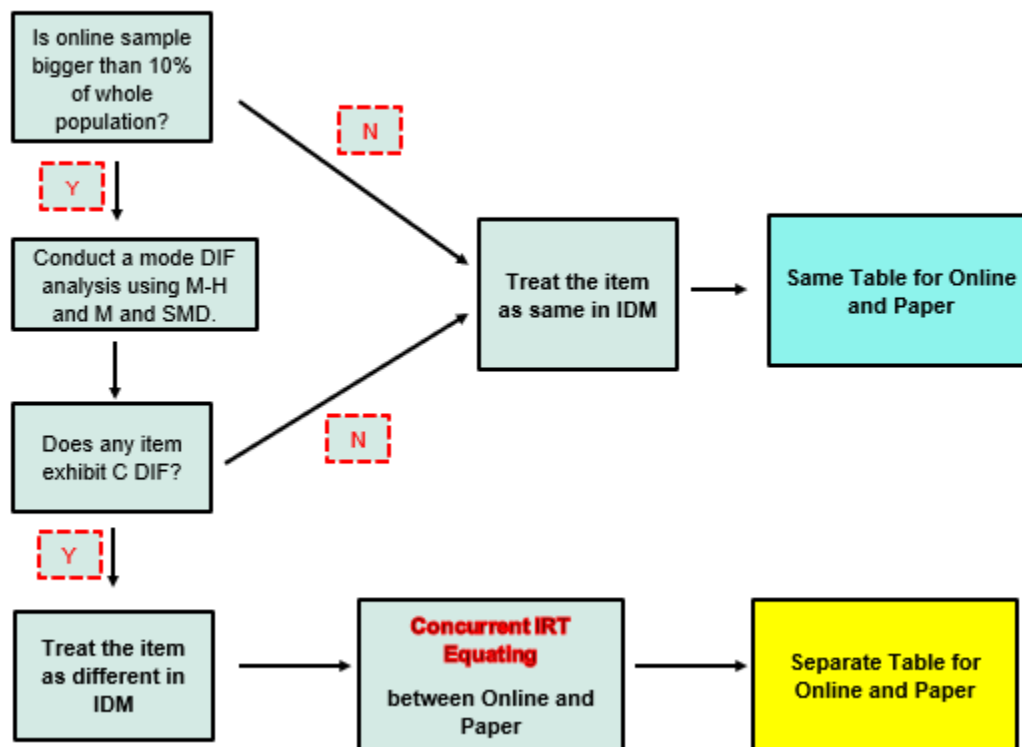 Is online sample
bigger than 10%
of whole
population?
N
Y
Conduct a mode DIF
analysis using M-H
and M and SMD.
Treat the item
as same in IDM
Same Table for Online
and Paper
Does any item
exhibit C DIF?
N
Y
Treat the item
as different in
IDM
Concurrent IRT
Equating
between Online and
Paper
Separate Table for
Online and Paper